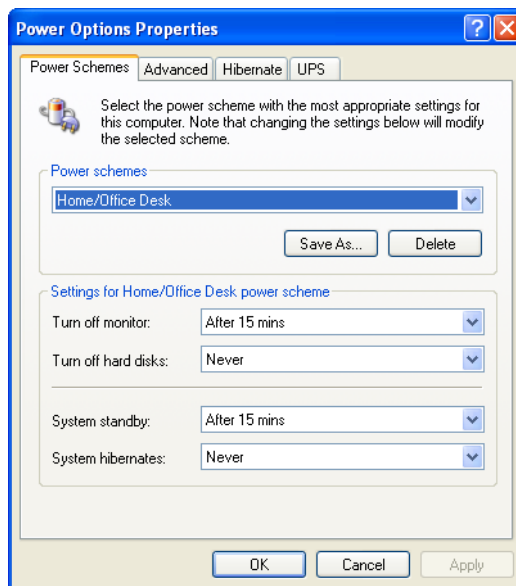 Power Options Properties
Power Schemes Advanced Hibernate UPS
Select the power scheme with the most appropriate settings for
this computer. Note that changing the settings below will modify
the selected scheme.
Power schemes
Home/Office Desk
Save As... Delete
Settings for Home/Office Desk power scheme
Turn off monitor: After 15 mins
Turn off hard disks: Never
System standby: After 15 mins
System hibernates: Never
OK Cancel Apply